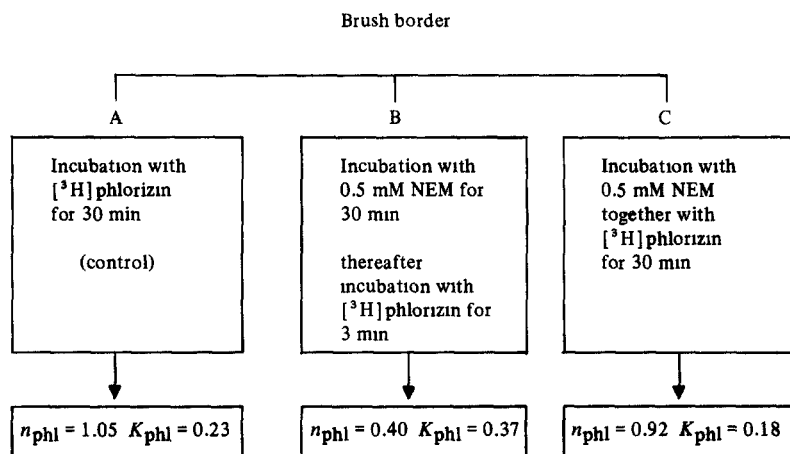 Brush border
A
B
C
Incubation with
[³H] phlorizin
for 30 min
(control)
Incubation with
0.5 mM NEM for
30 min
thereafter
incubation with
[³H] phlorizin for
3 min
Incubation with
0.5 mM NEM
together with
[³H] phlorizin
for 30 min
n_phl = 1.05 K_phl = 0.23
n_phl = 0.40 K_phl = 0.37
n_phl = 0.92 K_phl = 0.18